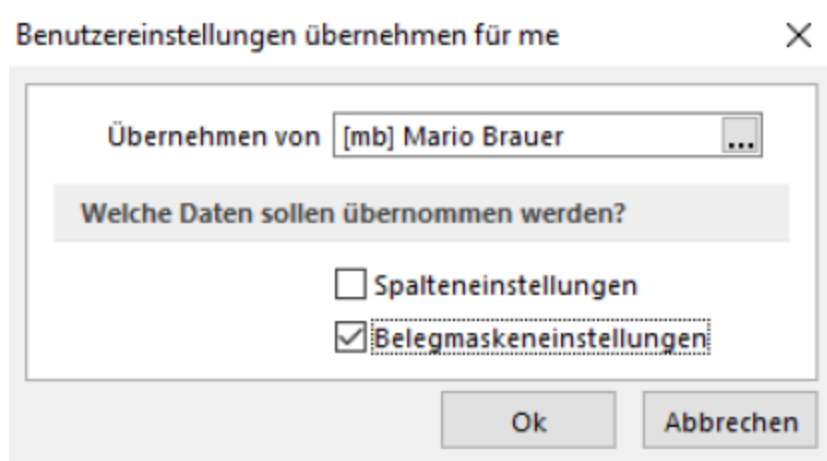 Benutzereinstellungen übernehmen für me
Übernehmen von [mb] Mario Brauer ...
Welche Daten sollen übernommen werden?
Spalteneinstellungen
Belegmaskeneinstellungen
Ok Abbrechen